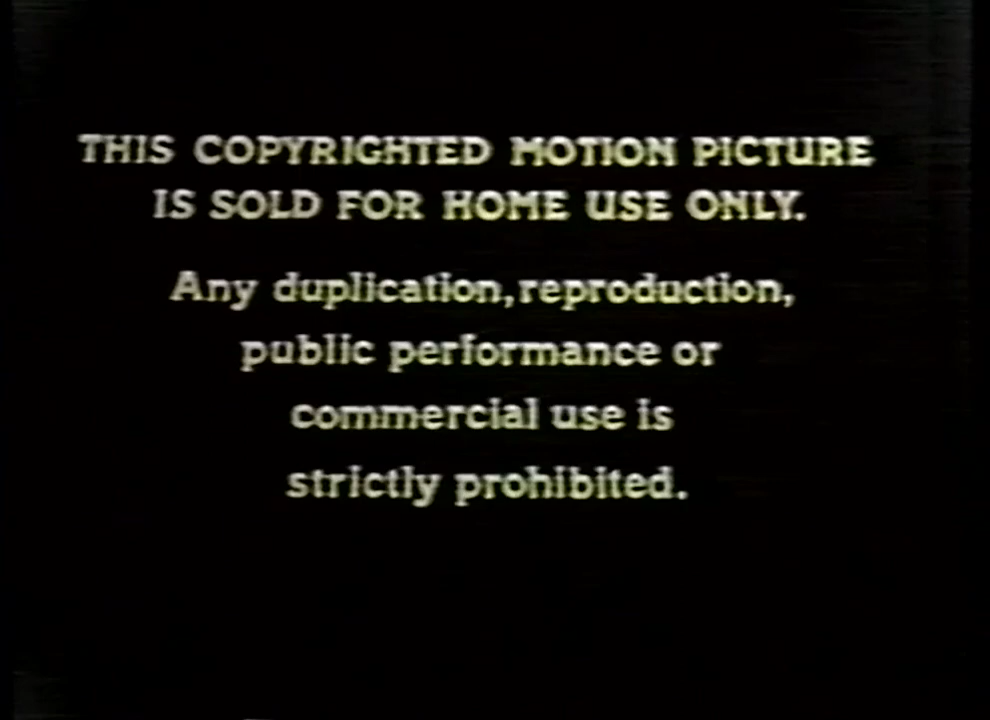 THIS COPYRIGHTED MOTION PICTURE
IS SOLD FOR HOME USE ONLY.
Any duplication, reproduction,
public performance or
commercial use is
strictly prohibited.